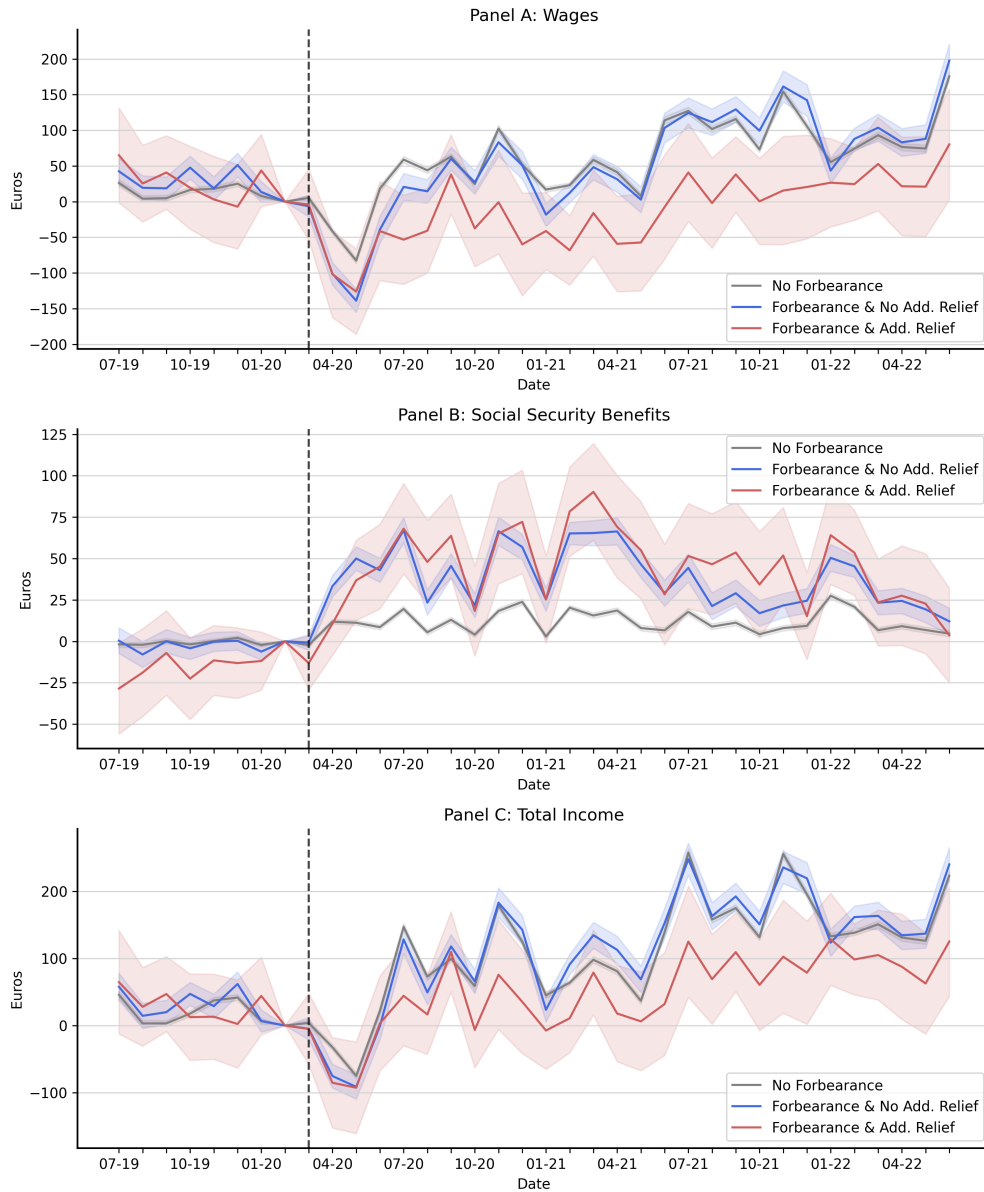 Panel A: Wages
Euros
200
150
100
50
0
−50
−100
−150
−200
No Forbearance
Forbearance & No Add. Relief
Forbearance & Add. Relief
07-19 10-19 01-20 04-20 07-20 10-20 01-21 04-21 07-21 10-21 01-22 04-22
Date
Panel B: Social Security Benefits
Euros
125
100
75
50
25
0
−25
−50
No Forbearance
Forbearance & No Add. Relief
Forbearance & Add. Relief
07-19 10-19 01-20 04-20 07-20 10-20 01-21 04-21 07-21 10-21 01-22 04-22
Date
Panel C: Total Income
Euros
200
100
0
−100
No Forbearance
Forbearance & No Add. Relief
Forbearance & Add. Relief
07-19 10-19 01-20 04-20 07-20 10-20 01-21 04-21 07-21 10-21 01-22 04-22
Date